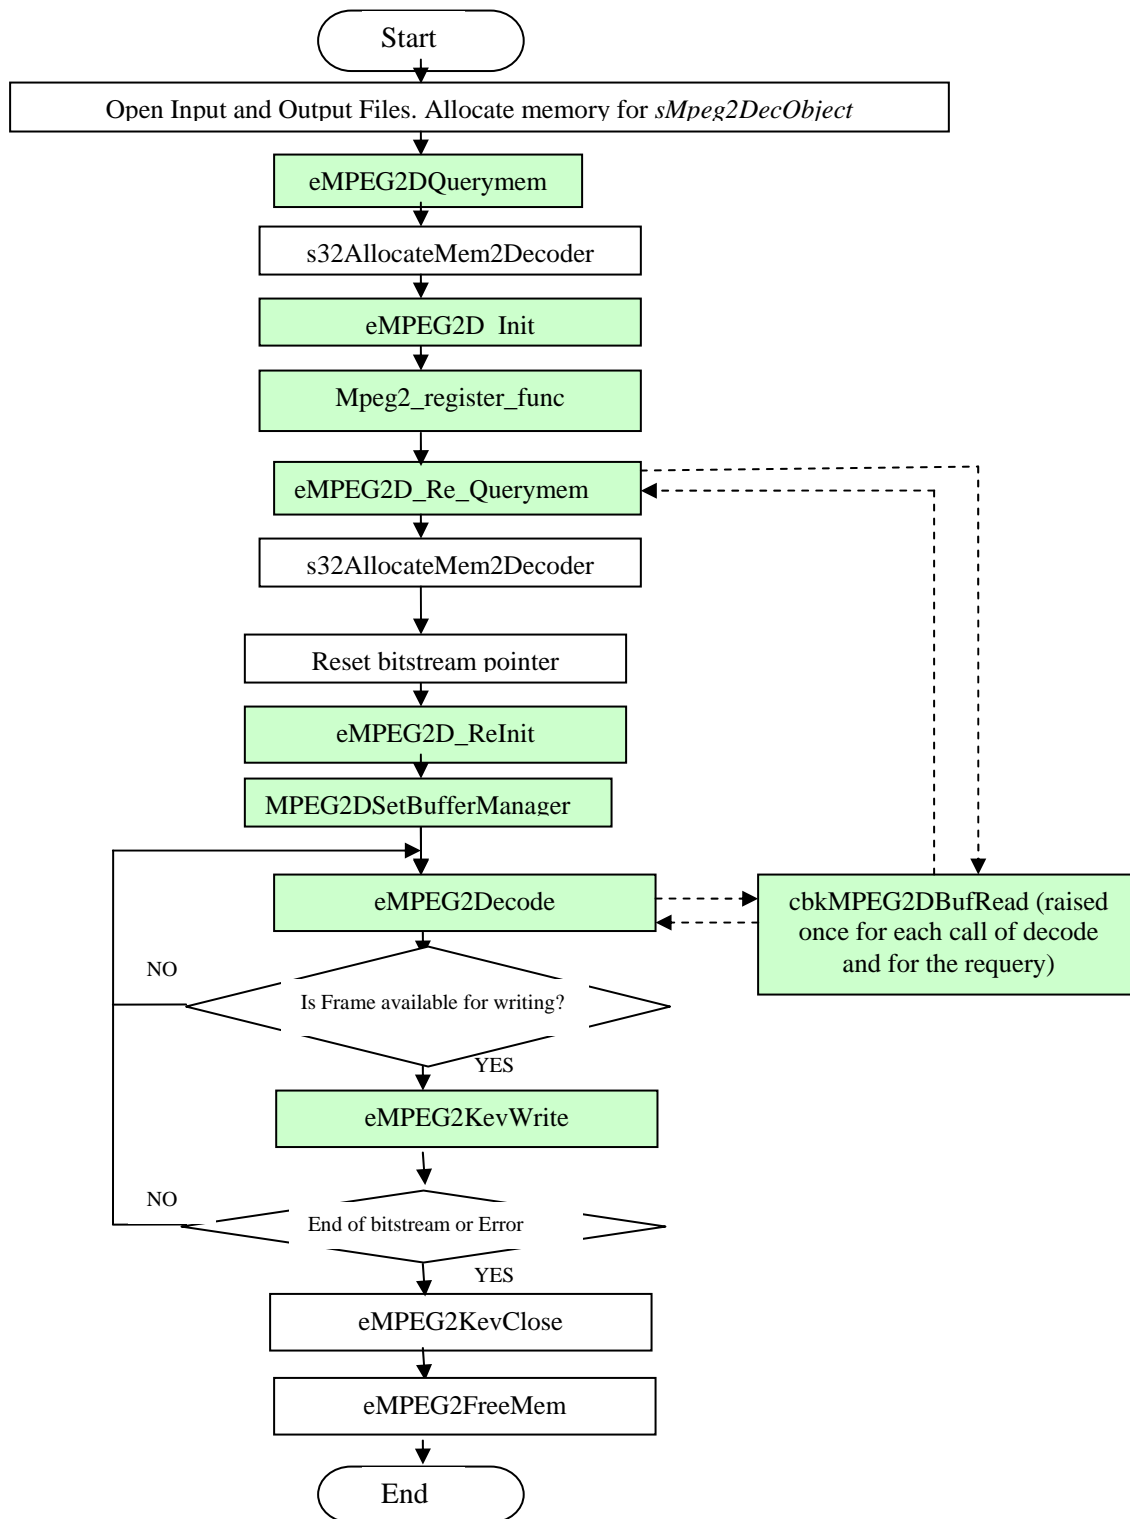 Start
Open Input and Output Files. Allocate memory for sMpeg2DecObject
eMPEG2DQuerymem
s32AllocateMem2Decoder
eMPEG2D_Init
Mpeg2_register_func
eMPEG2D_Re_Querymem
s32AllocateMem2Decoder
Reset bitstream pointer
eMPEG2D_ReInit
MPEG2DSetBufferManager
eMPEG2Decode
cbkMPEG2DBufRead (raised
once for each call of decode
and for the requery)
NO
Is Frame available for writing?
YES
eMPEG2KevWrite
NO
End of bitstream or Error
YES
eMPEG2KevClose
eMPEG2FreeMem
End